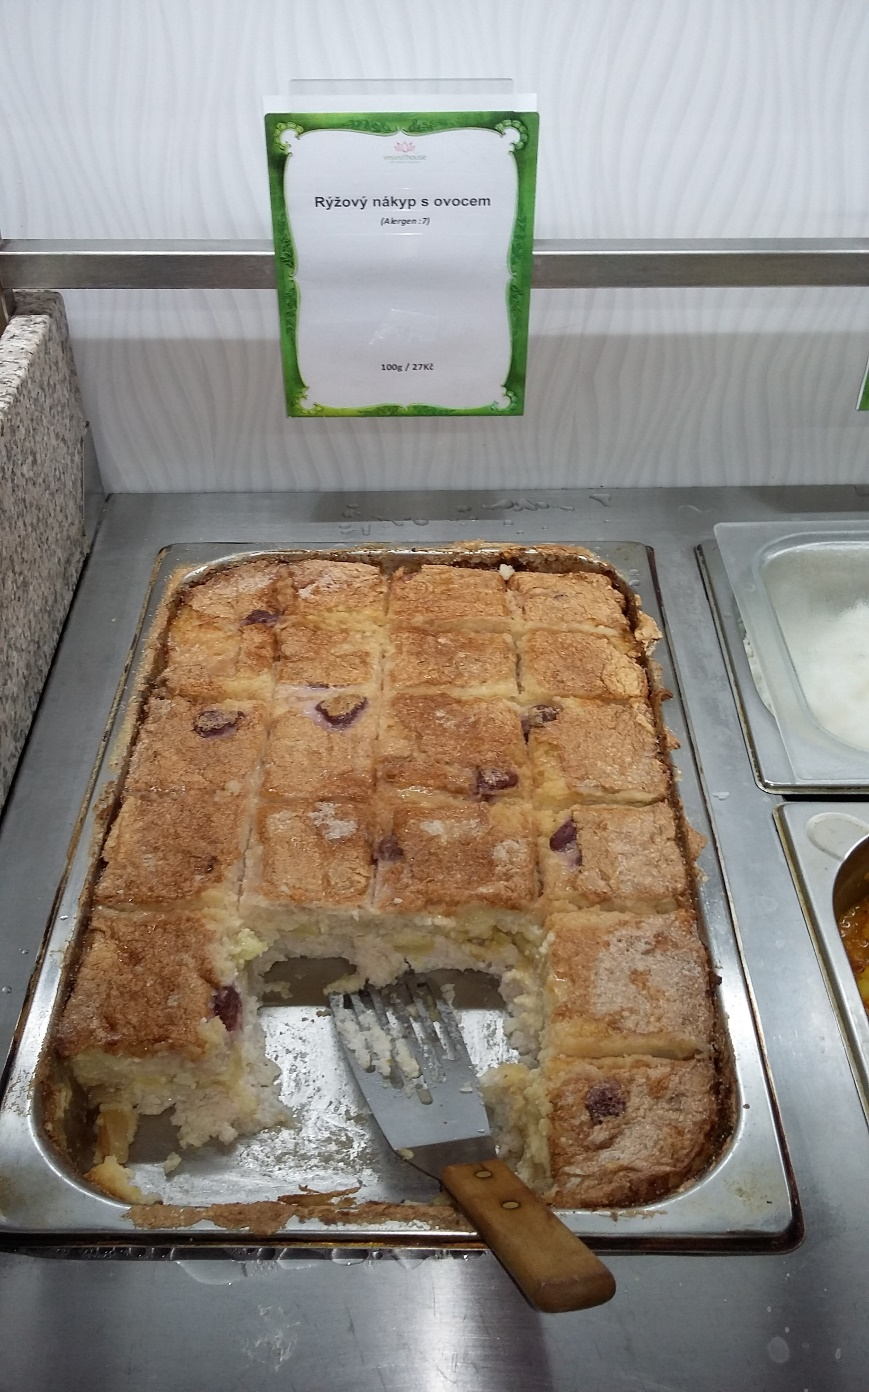 Rýžový nákyp s ovocem
(Alergen :7)
100g / 27Kč